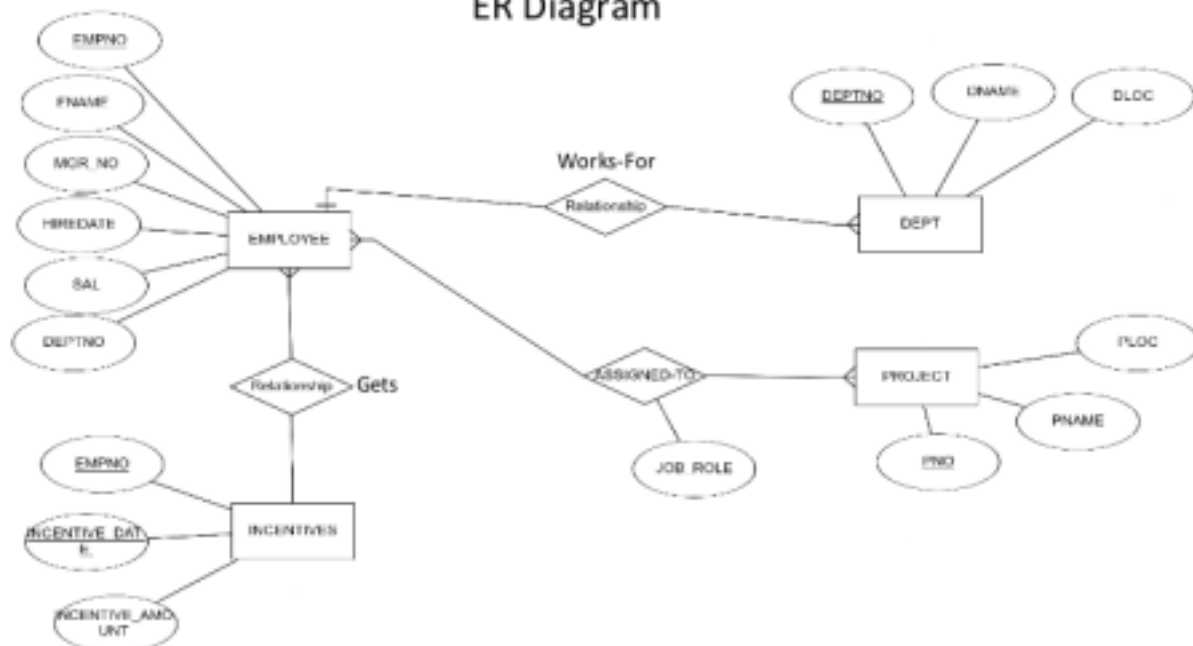 ER Diagram
EMPNO
ENAME
MGR_NO
HIREDATE
SAL
DEPTNO
EMPLOYEE
Works-For
Relationship
DEPTNO
DNAME
DLOC
DEPT
Relationship
Gets
ASSIGNED-TO
JOB_ROLE
PROJECT
PLOC
PNAME
PNO
EMPNO
INCENTIVE_DAT
E
INCENTIVE_AMO
UNT
INCENTIVES